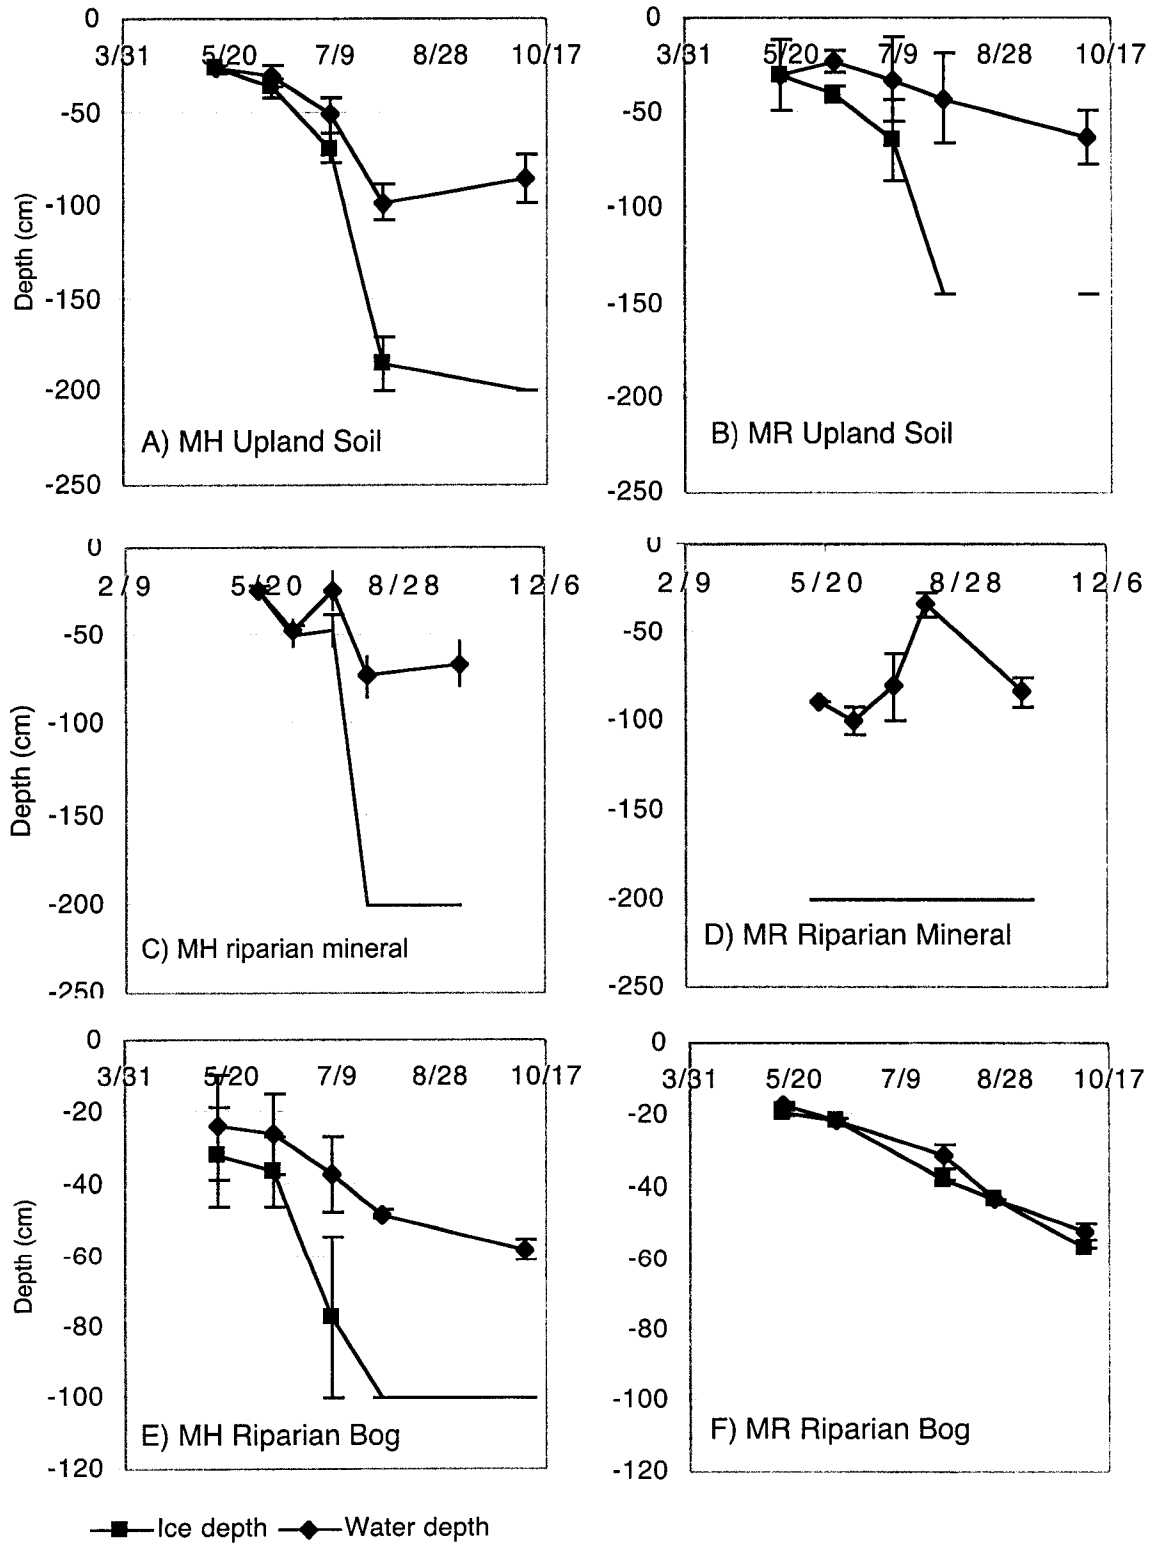 0
3/31 5/20 7/9 8/28 10/17
-50
-100
-150
-200
-250
Depth (cm)
A) MH Upland Soil
0
3/31 5/20 7/9 8/28 10/17
-50
-100
-150
-200
-250
B) MR Upland Soil
0
2/9 5/20 8/28 12/6
-50
-100
-150
-200
-250
Depth (cm)
C) MH riparian mineral
0
2/9 5/20 8/28 12/6
-50
-100
-150
-200
-250
D) MR Riparian Mineral
0
3/31 5/20 7/9 8/28 10/17
-20
-40
-60
-80
-100
-120
Depth (cm)
E) MH Riparian Bog
0
3/31 5/20 7/9 8/28 10/17
-20
-40
-60
-80
-100
-120
F) MR Riparian Bog
Ice depth Water depth